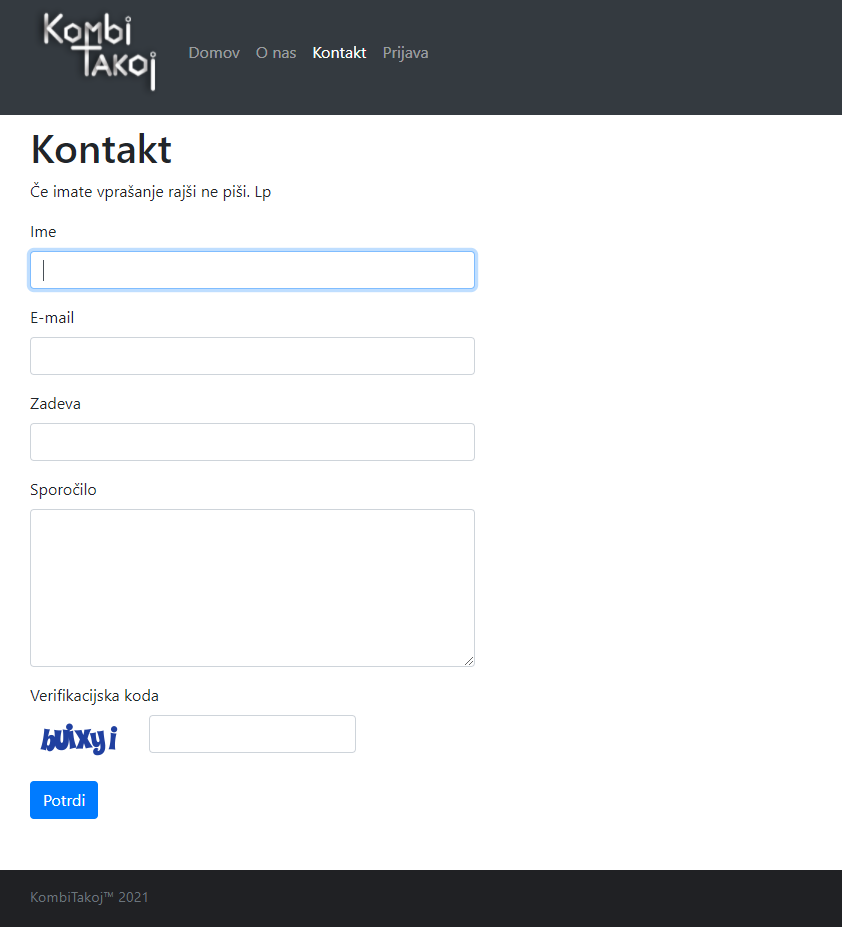 Kombi
Takoj
Domov O nas Kontakt Prijava
Kontakt
Če imate vprašanje rajši ne piši. Lp
Ime
E-mail
Zadeva
Sporočilo
Verifikacijska koda
buixyi
Potrdi
KombiTakoj™ 2021